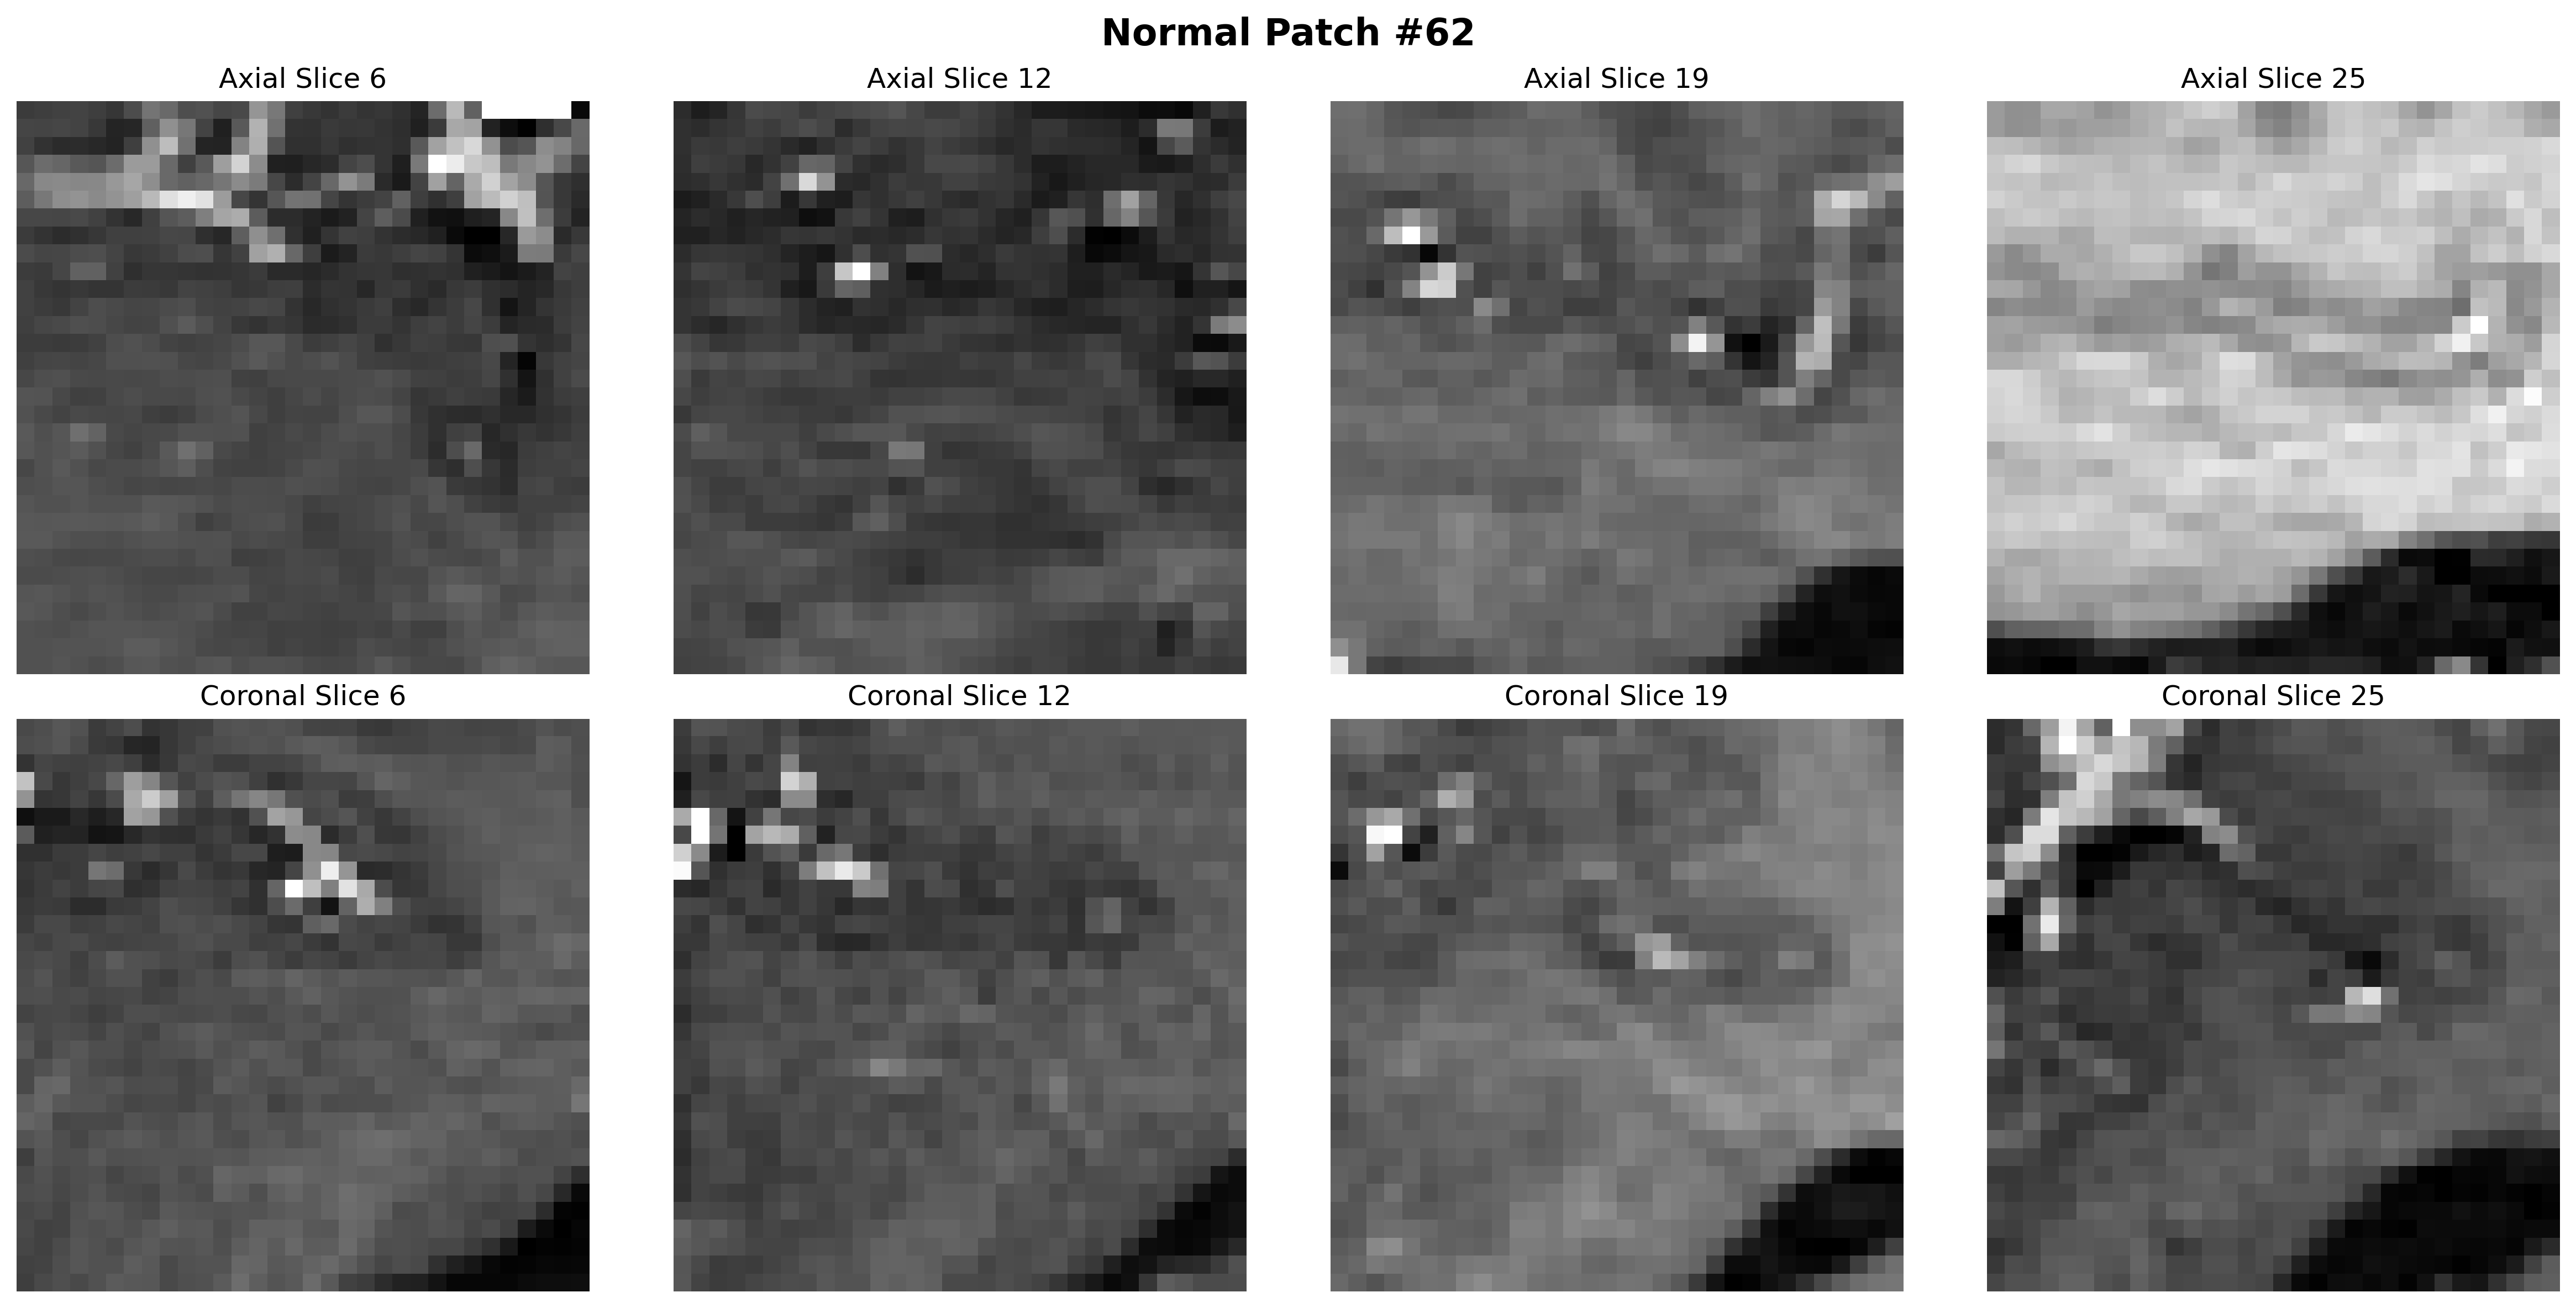 Normal Patch #62
Axial Slice 6
Axial Slice 12
Axial Slice 19
Axial Slice 25
Coronal Slice 6
Coronal Slice 12
Coronal Slice 19
Coronal Slice 25